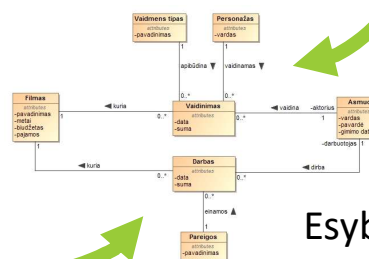 Vaidmens tipas
attributes
-pavadinimas
Personažas
attributes
-vardas
1
1
apibūdina ▼
vaidinamas ▼
0..*
0..*
Filmas
attributes
-pavadinimas
-metai
-biudžetas
-pajamos
1
◄ kuria
0..*
Vaidinimas
attributes
-data
-suma
0..*
◄ vaidina
-aktorius
1
Asmuo
attributes
-vardas
-pavardė
-gimimo
-darbuotojas
1
1
◄ kuria
0..*
Darbas
attributes
-data
-suma
0..*
◄ dirba
0..*
einamos ▲
1
Pareigos
attributes
-pavadinimas
Esyb